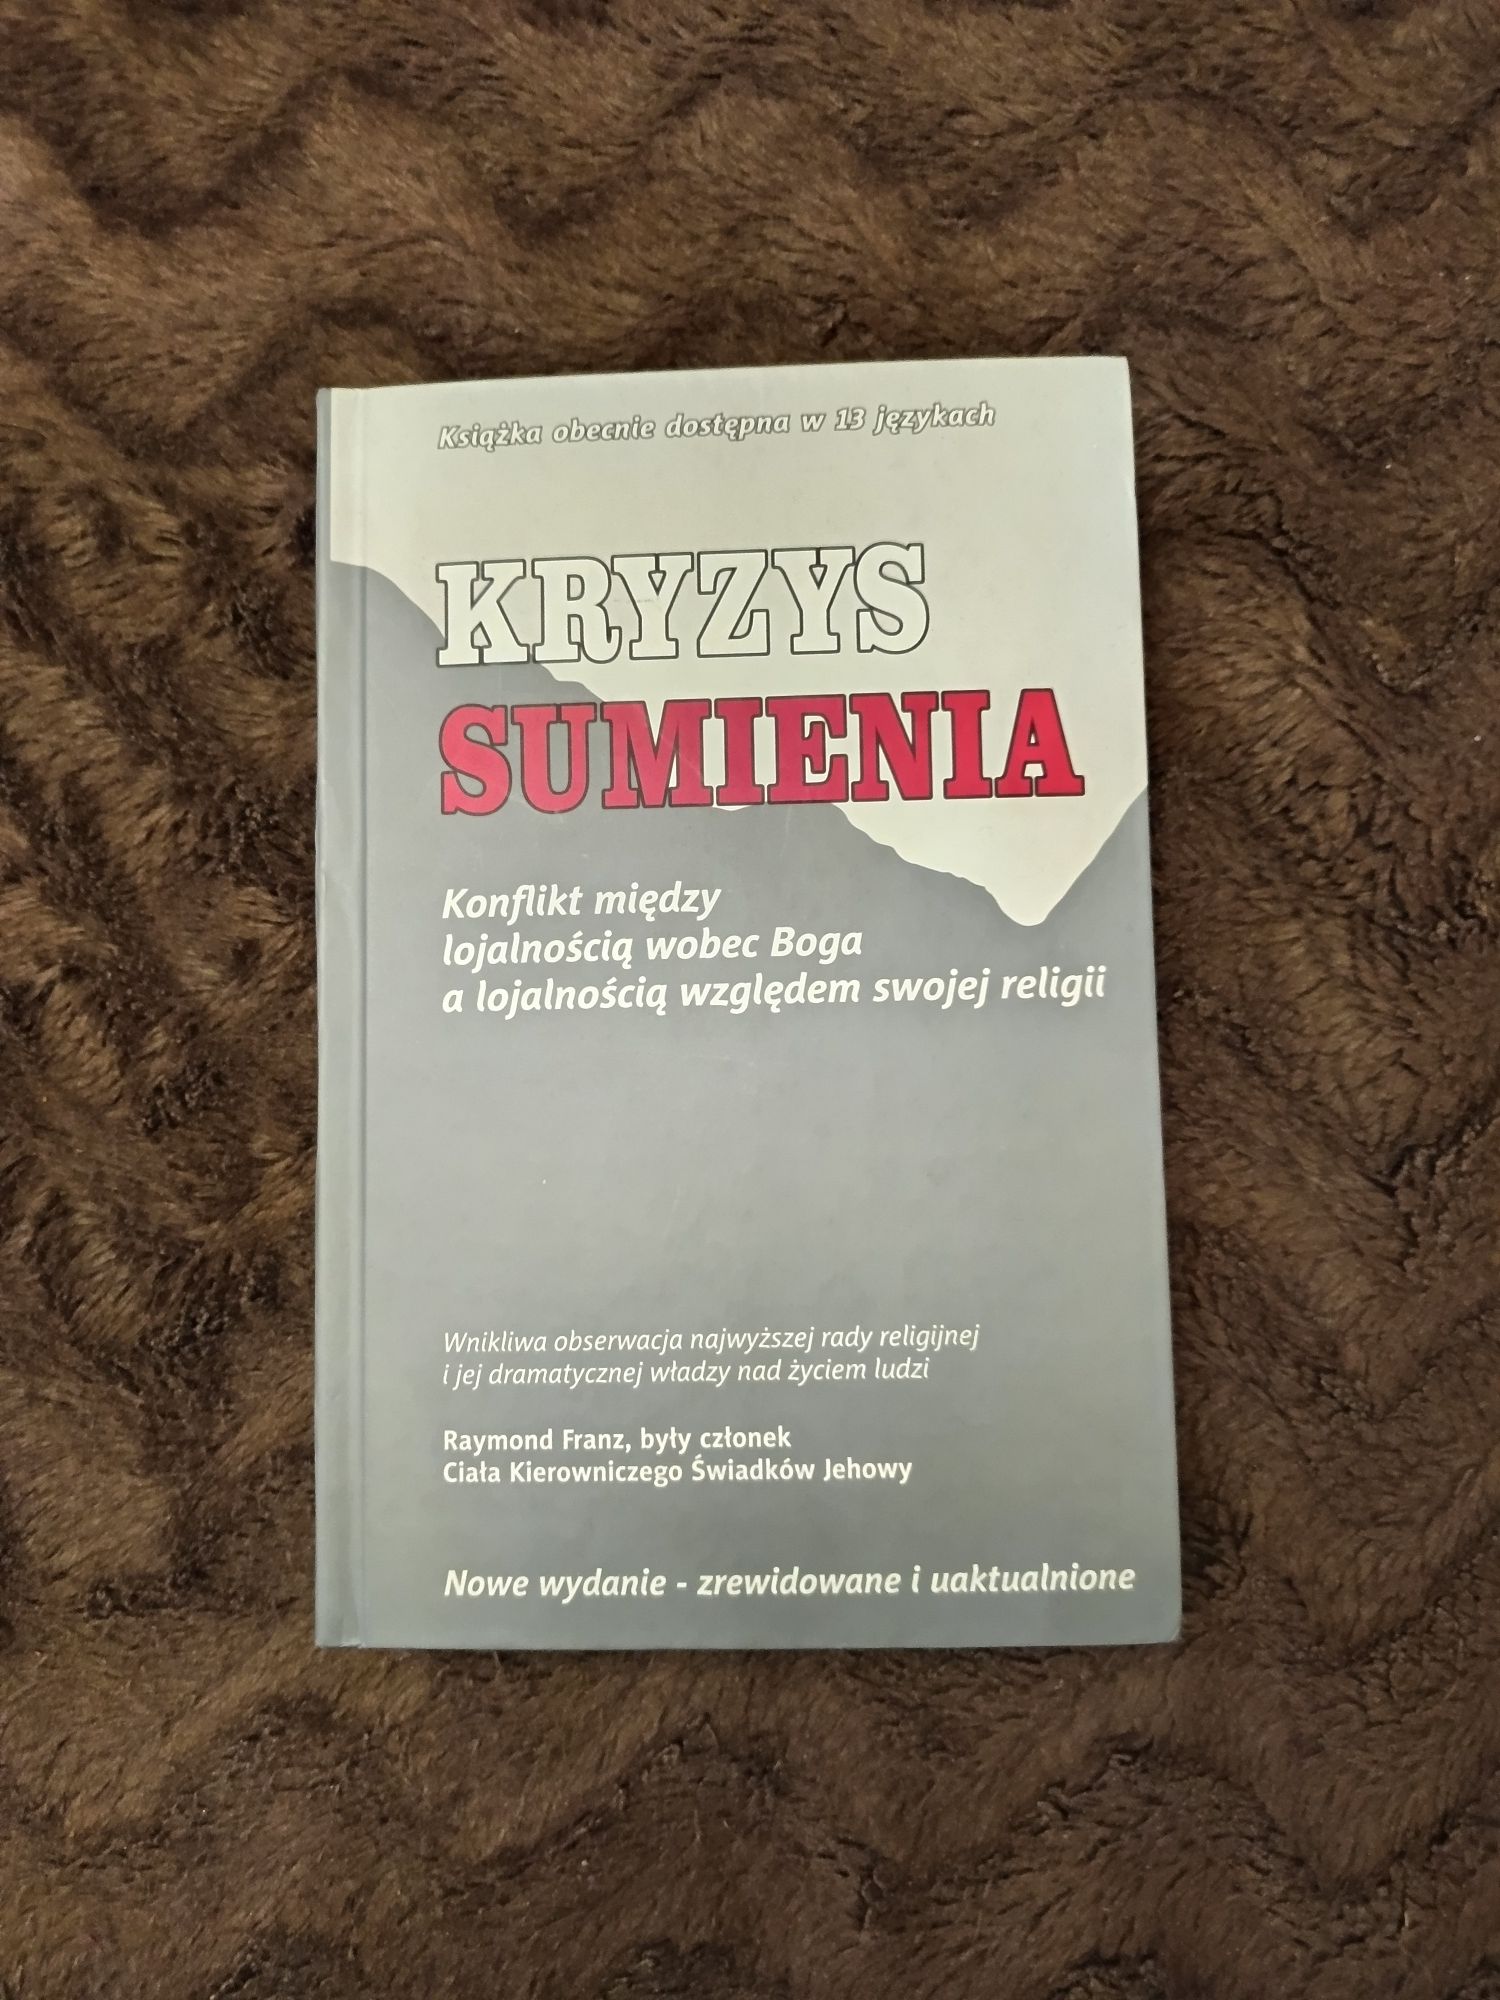 Książka obecnie dostępna w 13 językach
KRYZYS
SUMIENIA
Konflikt między
lojalnością wobec Boga
a lojalnością względem swojej religii
Wnikliwa obserwacja najwyższej rady religijnej
i jej dramatycznej władzy nad życiem ludzi
Raymond Franz, były członek
Ciała Kierowniczego Świadków Jehowy
Nowe wydanie - zrewidowane i uaktualnione